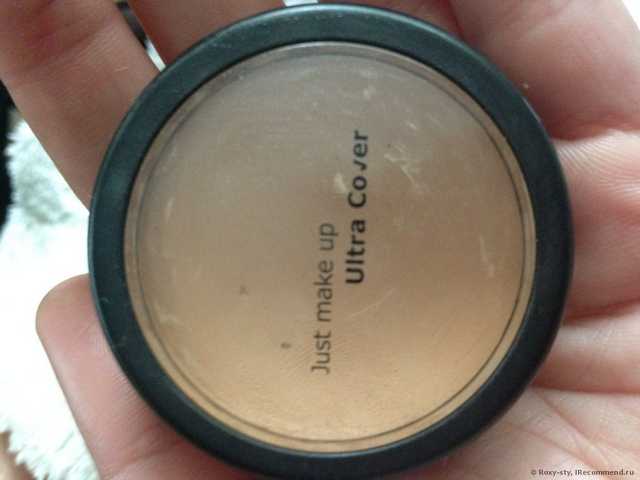 Just make up
Ultra Cover
© Roxy-sty, IRecommend.ru